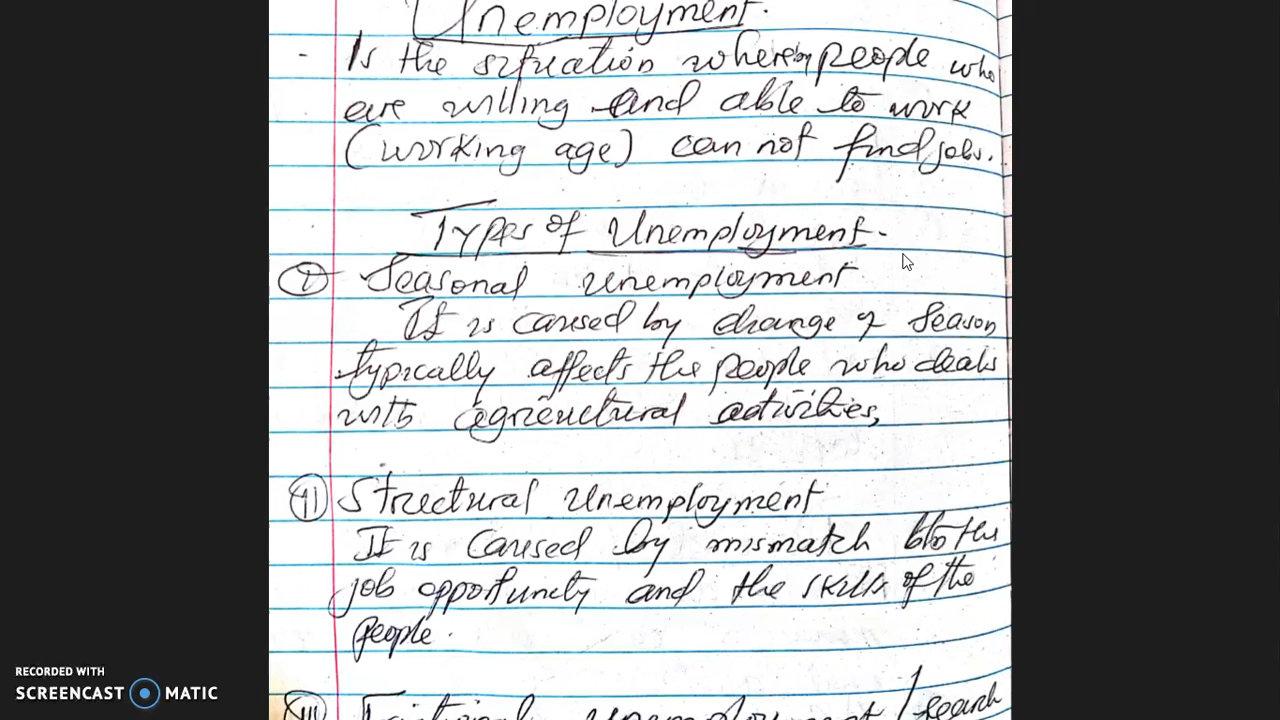 Unemployment.
- Is the situation whereby people who
are willing and able to work
(working age) can not find jobs.
Types of Unemployment.
(I) Seasonal unemployment
It is caused by change of season
typically affects the people who deals
with agricultural activities,
(II) Structural Unemployment
It is caused by mismatch btn the
job opportunity and the skills of the
people.
(III) Frictional unemployment / search
RECORDED WITH
SCREENCAST O MATIC